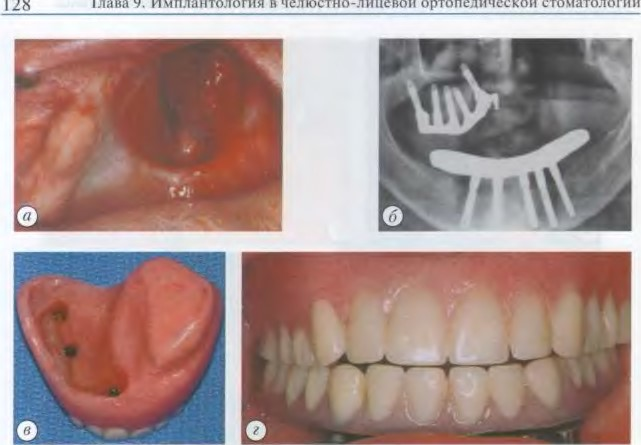 128 Глава 9. Имплантология в челюстно-лицевой ортопедической стоматологии
а
б
в
г